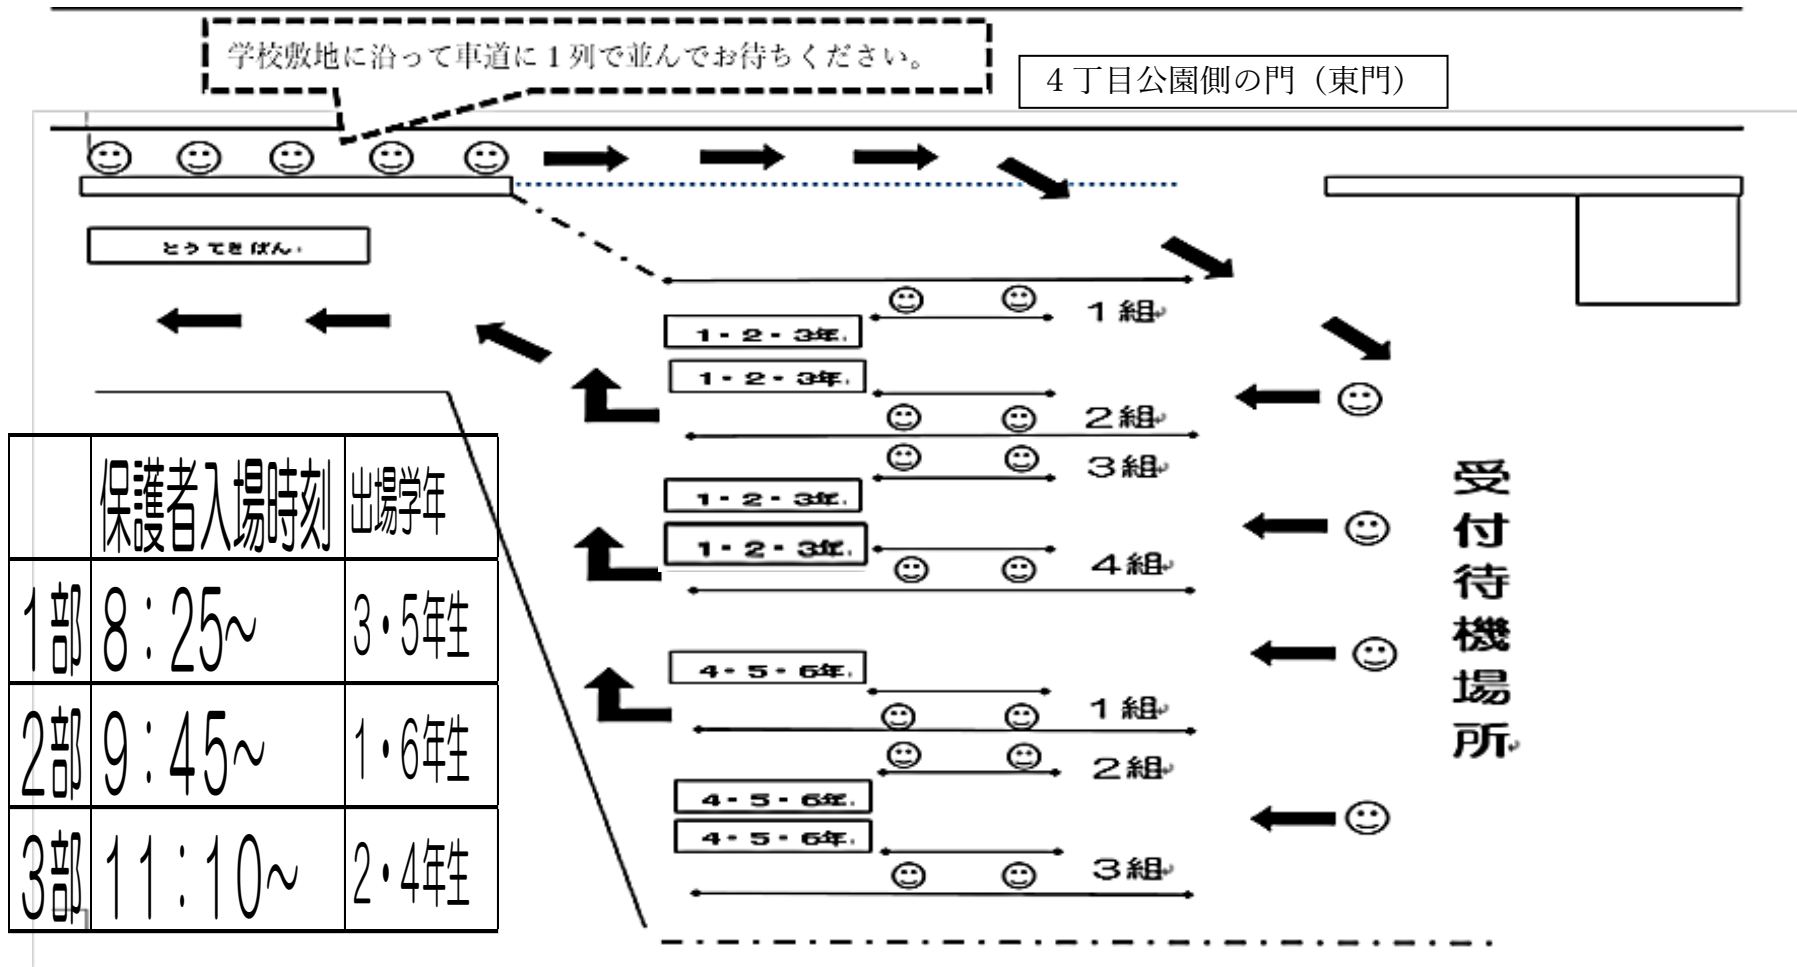 学校敷地に沿って車道に1列で並んでお待ちください。
4丁目公園側の門（東門）
とうてきばん
1組
1・2・3年
1・2・3年
2組
3組
1・2・3年
1・2・3年
4組
4・5・6年
1組
2組
4・5・6年
4・5・6年
3組
受付待機場所
保護者入場時刻 出場学年
1部 8：25~ 3・5年生
2部 9：45~ 1・6年生
3部 11：10~ 2・4年生